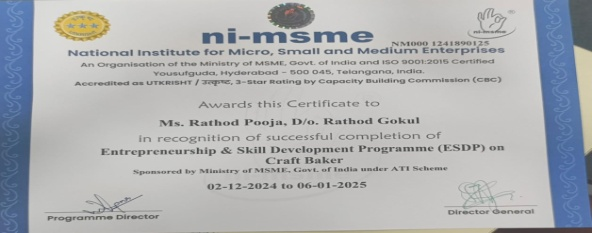 ni-msme
ni-msme
NM000 1241890125
National Institute for Micro, Small and Medium Enterprises
An Organisation of the Ministry of MSME, Govt. of India and ISO 9001:2015 Certified
Yousufguda, Hyderabad - 500 045, Telangana, India.
Accredited as UTKRISHT / उत्कृष्ट, 3-Star Rating by Capacity Building Commission (CBC)
Awards this Certificate to
Ms. Rathod Pooja, D/o. Rathod Gokul
in recognition of successful completion of
Entrepreneurship & Skill Development Programme (ESDP) on
Craft Baker
Sponsored by Ministry of MSME, Govt. of India under ATI Scheme
02-12-2024 to 06-01-2025
Programme Director
Director General